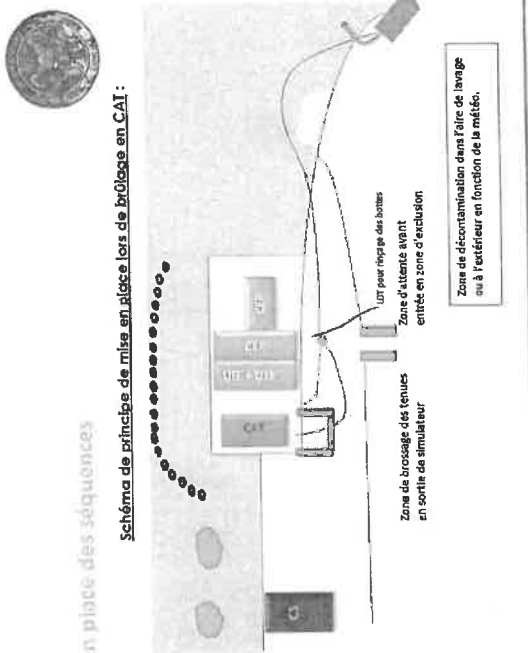 n place des séquences
Schéma de principe de mise en place lors de brûlage en CAT :
CAT
LDT pour rinçage des bottes
Zone d'attente avant
entrée en zone d'exclusion
Zone de brossage des tenues
en sortie de simulateur
Zone de décontamination dans l'aire de lavage
ou à l'extérieur en fonction de la météo.